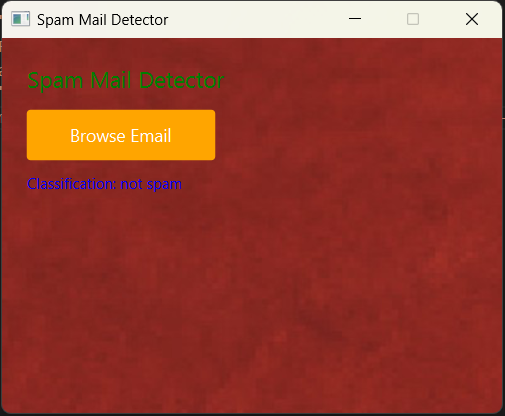 Spam Mail Detector
Spam Mail Detector
Browse Email
Classification: not spam